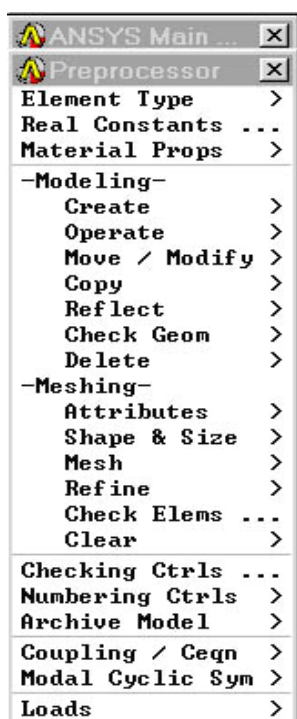 ANSYS Main ...
Preprocessor
Element Type >
Real Constants ...
Material Props >
-Modeling-
Create >
Operate >
Move / Modify >
Copy >
Reflect >
Check Geom >
Delete >
-Meshing-
Attributes >
Shape & Size >
Mesh >
Refine >
Check Elems ...
Clear >
Checking Ctrls ...
Numbering Ctrls >
Archive Model >
Coupling / Ceqn >
Modal Cyclic Sym >
Loads >